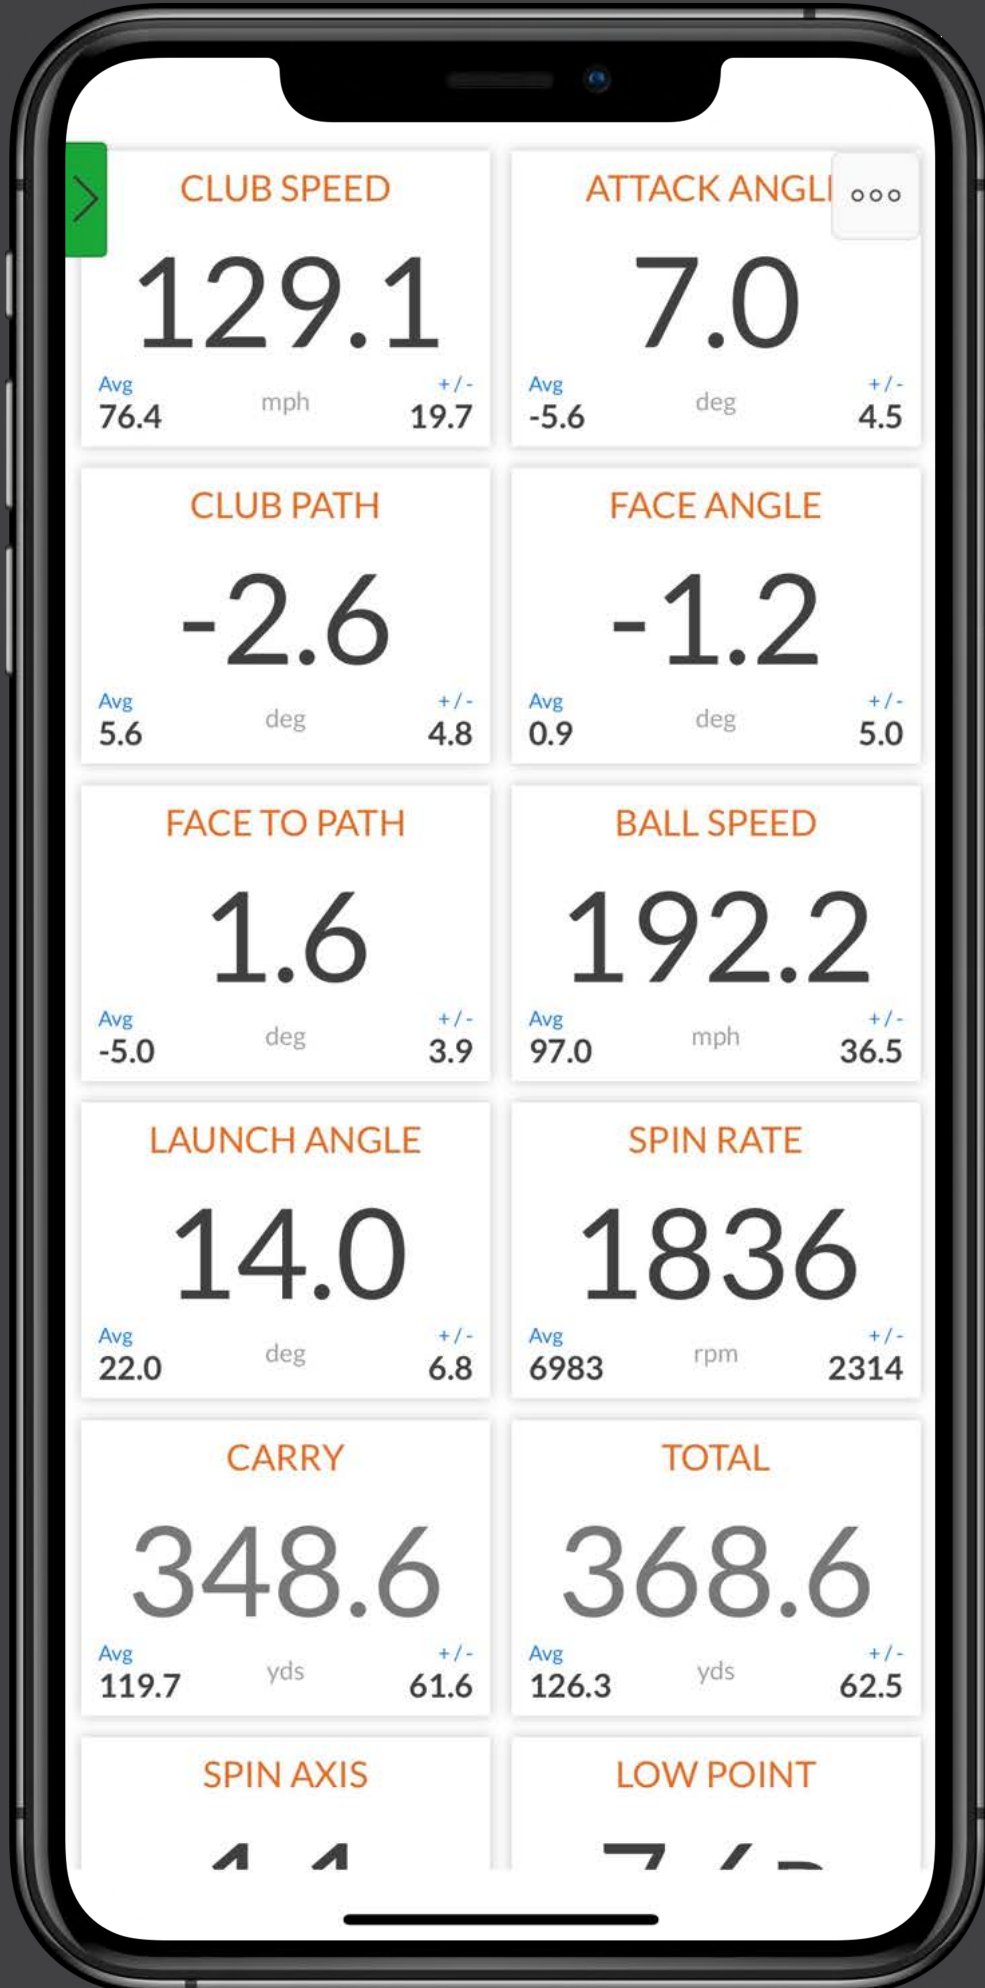 CLUB SPEED
129.1
Avg +/-
76.4 mph 19.7
ATTACK ANGL
7.0
Avg +/-
-5.6 deg 4.5
CLUB PATH
-2.6
Avg +/-
5.6 deg 4.8
FACE ANGLE
-1.2
Avg +/-
0.9 deg 5.0
FACE TO PATH
1.6
Avg +/-
-5.0 deg 3.9
BALL SPEED
192.2
Avg +/-
97.0 mph 36.5
LAUNCH ANGLE
14.0
Avg +/-
22.0 deg 6.8
SPIN RATE
1836
Avg +/-
6983 rpm 2314
CARRY
348.6
Avg +/-
119.7 yds 61.6
TOTAL
368.6
Avg +/-
126.3 yds 62.5
SPIN AXIS
LOW POINT